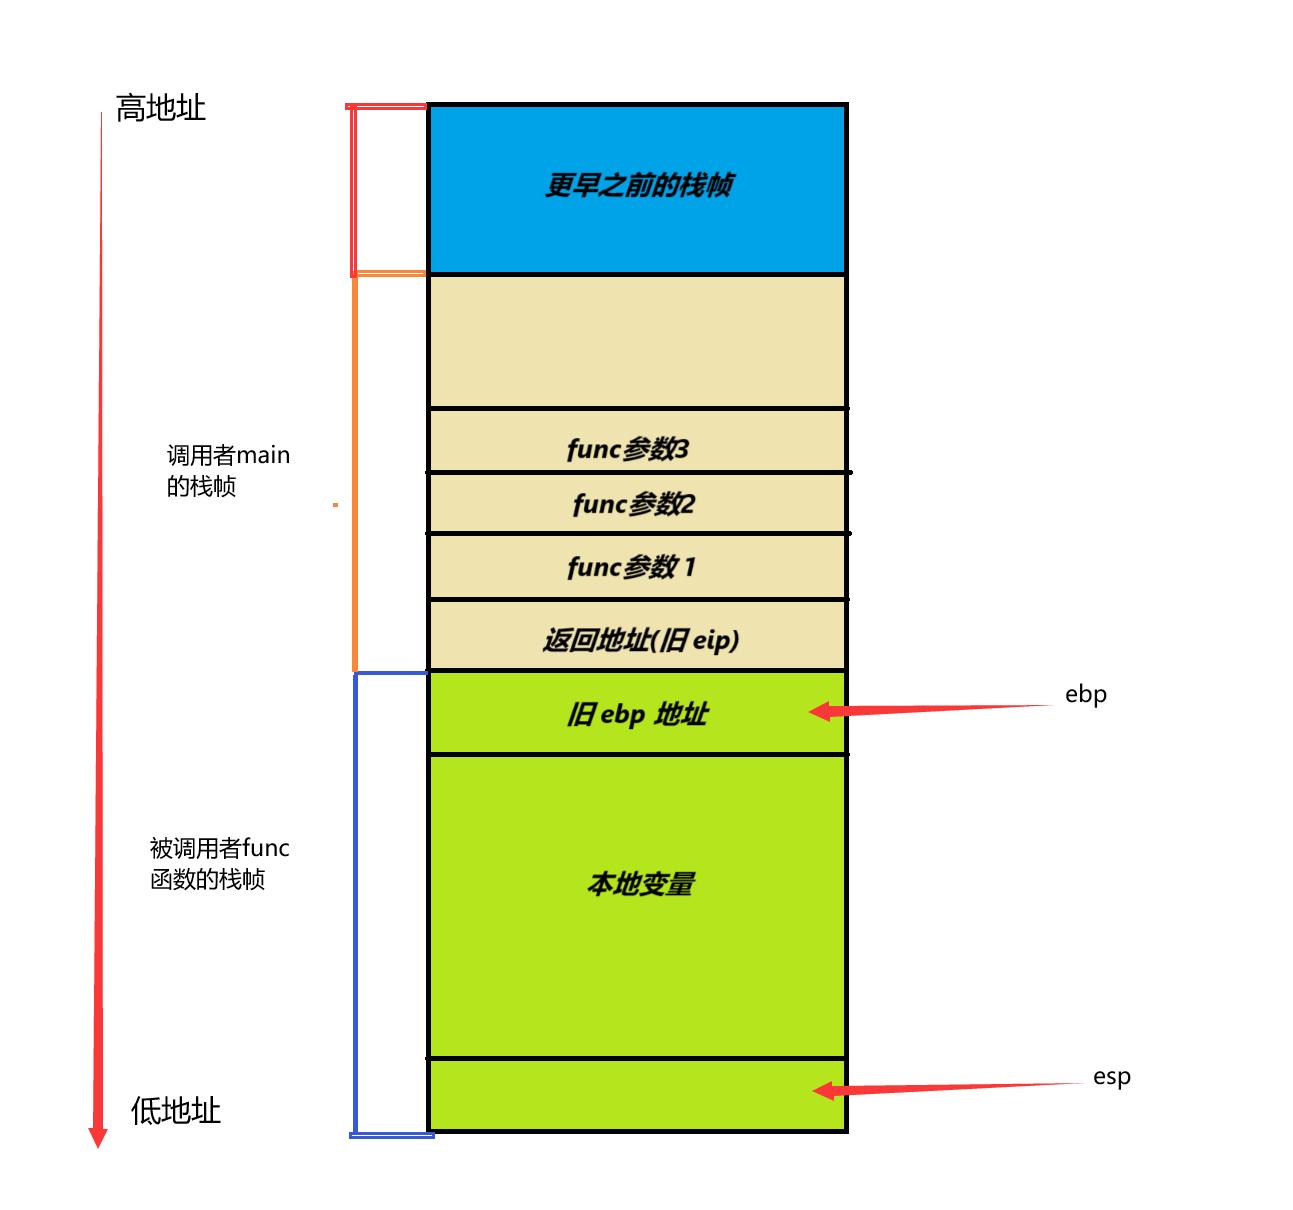 高地址
更早之前的栈帧
调用者main
的栈帧
func参数3
func参数2
func参数 1
返回地址(旧 eip)
旧 ebp 地址
ebp
被调用者func
函数的栈帧
本地变量
esp
低地址